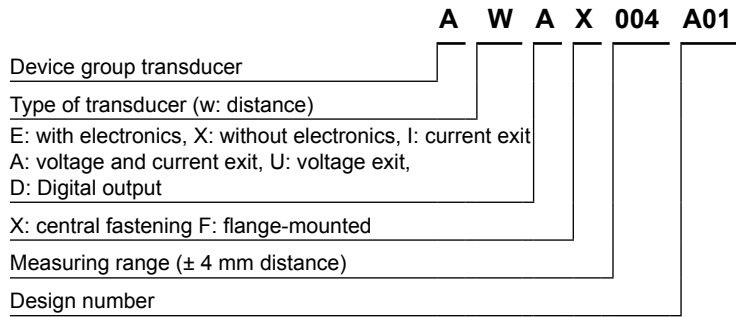 A W A X 004 A01
Device group transducer
Type of transducer (w: distance)
E: with electronics, X: without electronics, I: current exit
A: voltage and current exit, U: voltage exit,
D: Digital output
X: central fastening F: flange-mounted
Measuring range (± 4 mm distance)
Design number